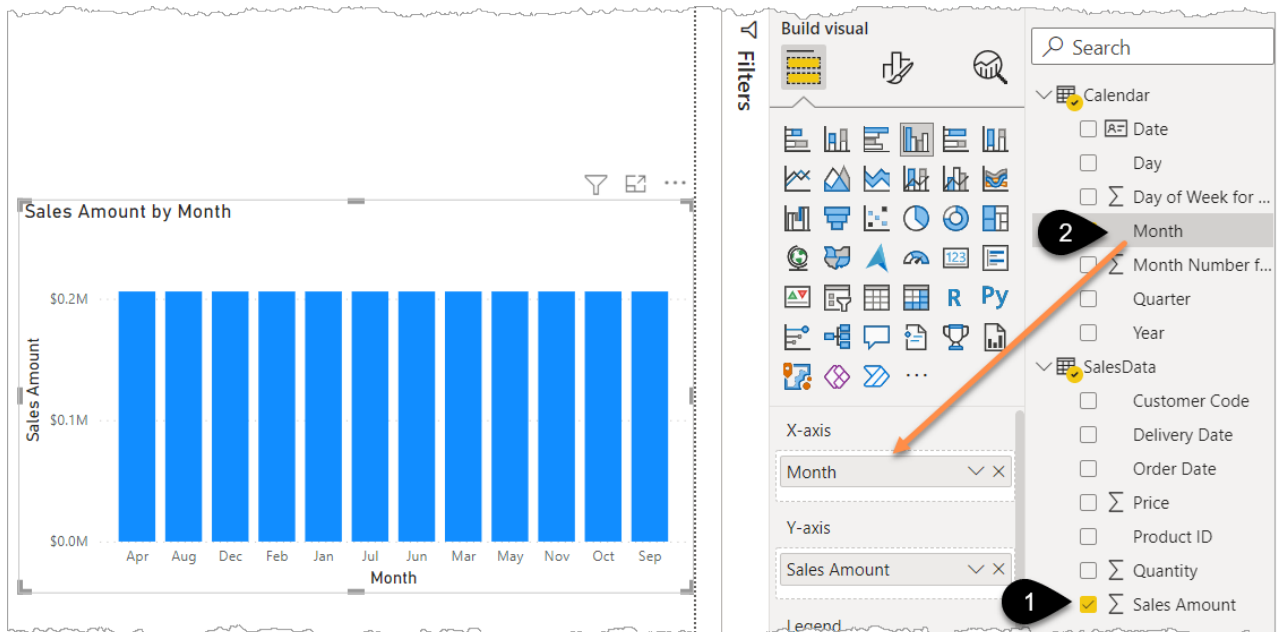 Sales Amount by Month
$0.2M
$0.1M
$0.0M
Sales Amount
Apr Aug Dec Feb Jan Jul Jun Mar May Nov Oct Sep
Month
Filters
Build visual
123
R
Py
X-axis
Month
Y-axis
Sales Amount
Legend
Search
Calendar
Date
Day
Σ Day of Week for ...
2
Month
Σ Month Number f...
Quarter
Year
SalesData
Customer Code
Delivery Date
Order Date
Σ Price
Product ID
Σ Quantity
1
Σ Sales Amount